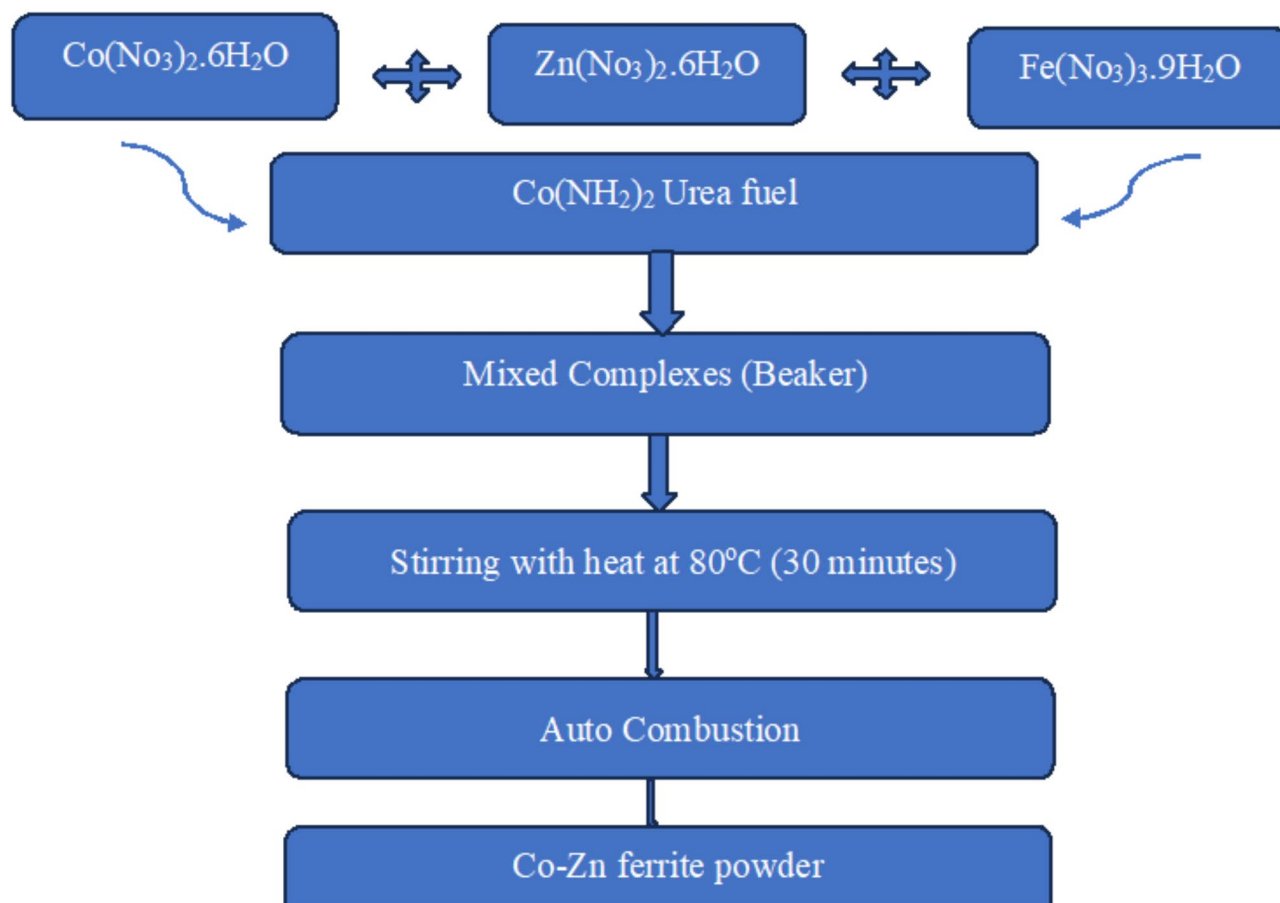 Co(No₃)₂.6H₂O
Zn(No₃)₂.6H₂O
Fe(No₃)₃.9H₂O
Co(NH₂)₂ Urea fuel
Mixed Complexes (Beaker)
Stirring with heat at 80ºC (30 minutes)
Auto Combustion
Co-Zn ferrite powder